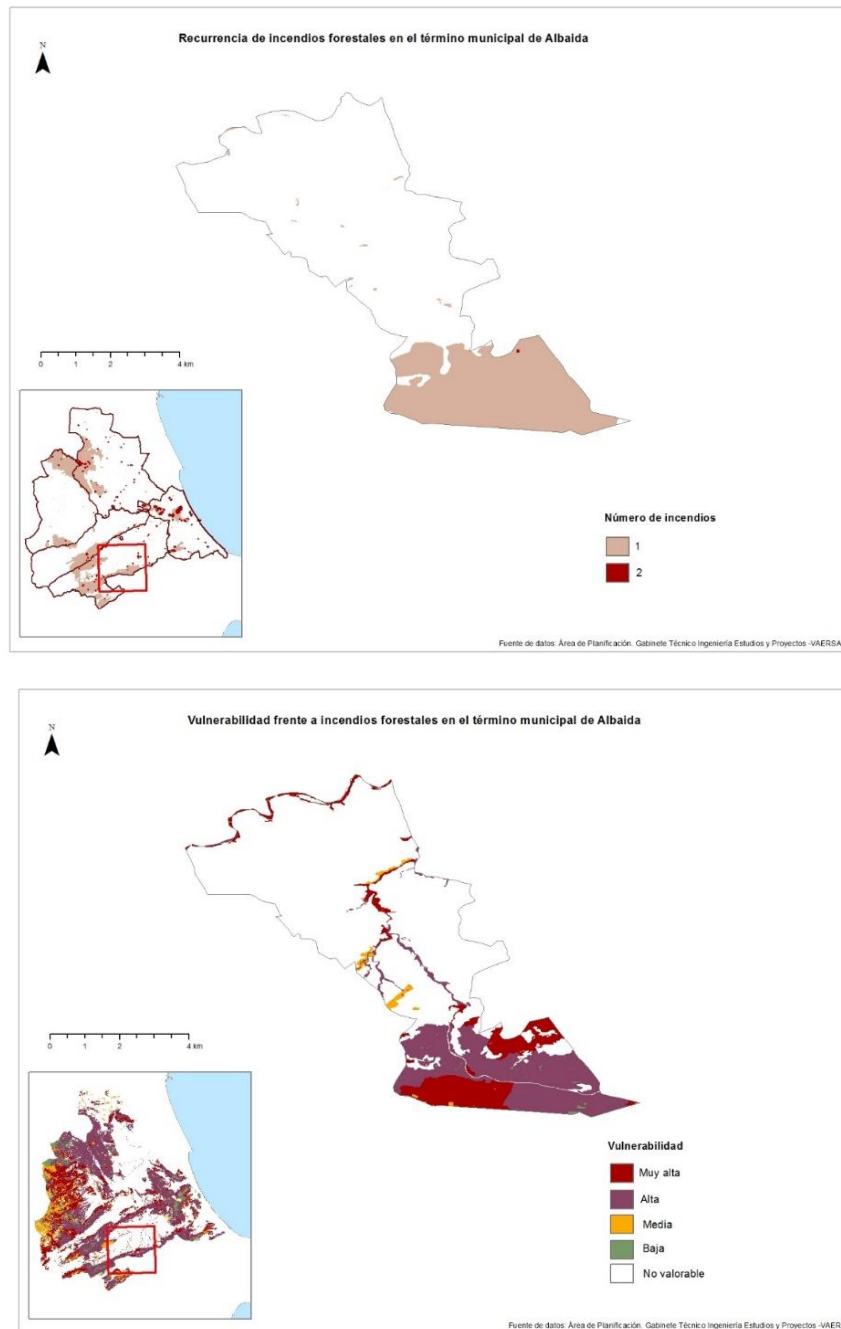 Recurrencia de incendios forestales en el término municipal de Albaida
N
0 1 2 4 km
Número de incendios
1
2
Fuente de datos: Área de Planificación. Gabinete Técnico Ingeniería Estudios y Proyectos -VAERSA
Vulnerabilidad frente a incendios forestales en el término municipal de Albaida
N
0 1 2 4 km
Vulnerabilidad
Muy alta
Alta
Media
Baja
No valorable
Fuente de datos: Área de Planificación. Gabinete Técnico Ingeniería Estudios y Proyectos -VAER